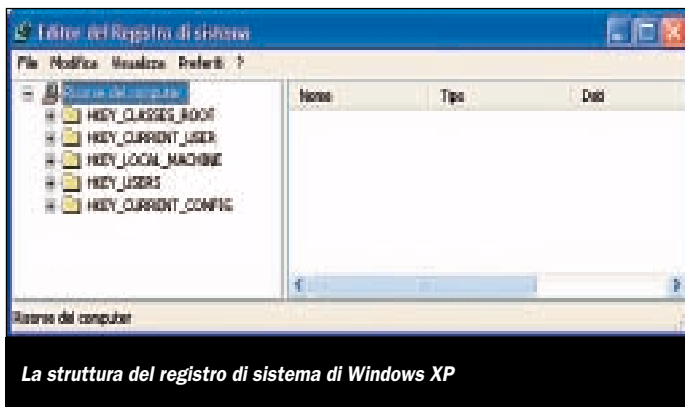 Editor del Registro di sistema
File Modifica Visualizza Preferiti ?
Risorse del computer
HKEY_CLASSES_ROOT
HKEY_CURRENT_USER
HKEY_LOCAL_MACHINE
HKEY_USERS
HKEY_CURRENT_CONFIG
Nome Tipo Dati
Risorse del computer
La struttura del registro di sistema di Windows XP